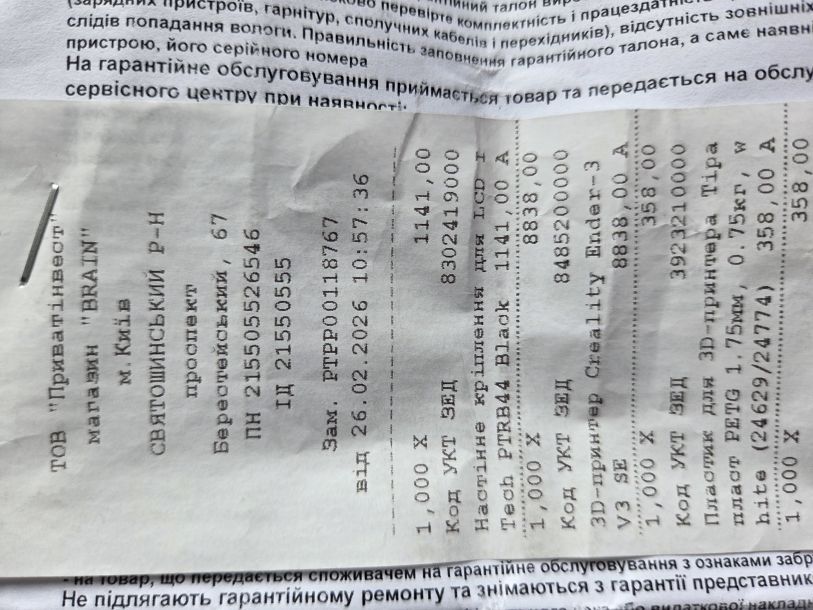 (зарядних пристроїв, гарнітур, сполучних кабелів і перехідників), відсутність зовнішніх
слідів попадання вологи. Правильність заповнення гарантійного талона, а саме наявні
пристрою, його серійного номера
На гарантійне обслуговування приймається товар та передається на обслу
сервісного центру при наявності:
ТОВ "Приватінвест"
магазин "BRAIN"
м.Київ
СВЯТОШИНСЬКИЙ Р-Н
проспект
Берестейський, 67
ПН 215505526546
ІД 21550555
Зам. PTPP00118767
від 26.02.2026 10:57:36
1,000 X 1141,00
Код УКТ ЗЕД 8302419000
Настінне кріплення для LCD r
Tech PTRB44 Black 1141,00 А
1,000 X 8838,00
Код УКТ ЗЕД 8485200000
3D-принтер Creality Ender-3
V3 SE 8838,00 А
1,000 X 358,00
Код УКТ ЗЕД 3923210000
Пластик для 3D-принтера Тіра
пласт PETG 1.75мм, 0.75кг, w
hite (24629/24774) 358,00 А
1,000 X 358,00
- на товар, що передається споживачем на гарантійне обслуговування з ознаками забр
Не підлягають гарантійному ремонту та знімаються з гарантії представник